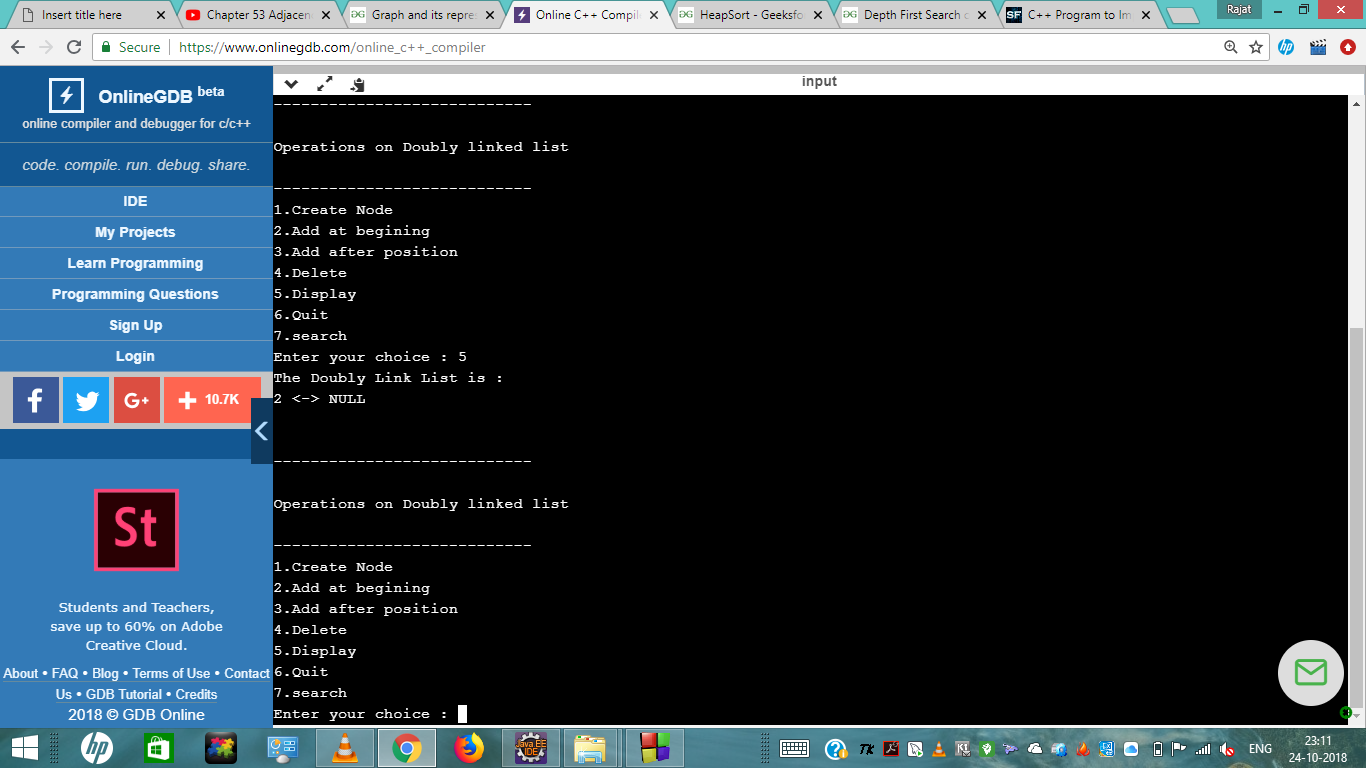 Insert title here
Chapter 53 Adjacen
Graph and its repres
Online C++ Compil
HeapSort - Geeksfo
Depth First Search o
C++ Program to Im
Rajat
Secure
https://www.onlinegdb.com/online_c++_compiler
OnlineGDB beta
online compiler and debugger for c/c++
code. compile. run. debug. share.
IDE
My Projects
Learn Programming
Programming Questions
Sign Up
Login
10.7K
St
Students and Teachers,
save up to 60% on Adobe
Creative Cloud.
About • FAQ • Blog • Terms of Use • Contact
Us • GDB Tutorial • Credits
2018 © GDB Online
input
----------------------------
Operations on Doubly linked list
----------------------------
1.Create Node
2.Add at begining
3.Add after position
4.Delete
5.Display
6.Quit
7.search
Enter your choice : 5
The Doubly Link List is :
2 <-> NULL
----------------------------
Operations on Doubly linked list
----------------------------
1.Create Node
2.Add at begining
3.Add after position
4.Delete
5.Display
6.Quit
7.search
Enter your choice :
ENG
23:11
24-10-2018